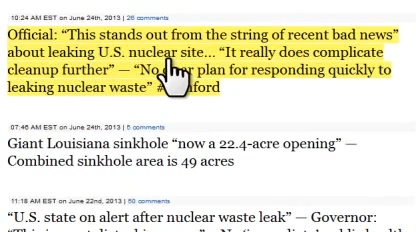 10:24 AM EST on June 24th, 2013 | 26 comments
Official: “This stands out from the string of recent bad news”
about leaking U.S. nuclear site… “It really does complicate
cleanup further” — “No plan for responding quickly to
leaking nuclear waste”
07:46 AM EST on June 24th, 2013 | 5 comments
Giant Louisiana sinkhole “now a 22.4-acre opening” —
Combined sinkhole area is 49 acres
11:18 AM EST on June 22nd, 2013 | 50 comments
“U.S. state on alert after nuclear waste leak” — Governor: